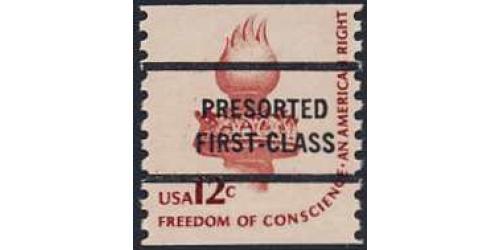 PRESORTED
FIRST-CLASS
USA 12c
FREEDOM OF CONSCIENCE · AN AMERICAN RIGHT